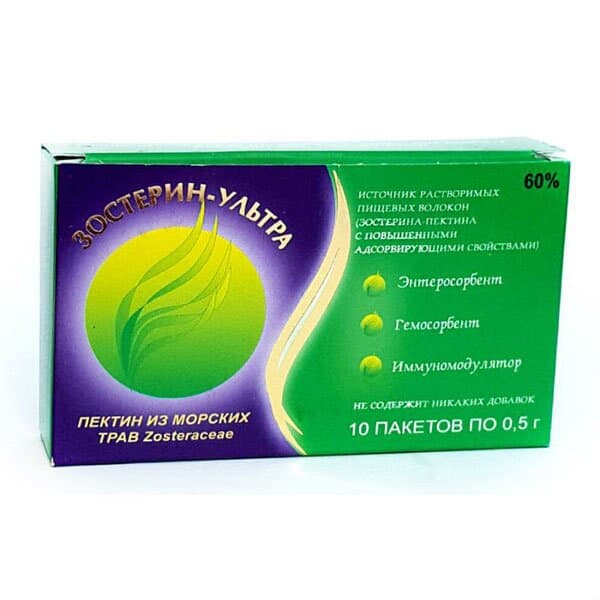 ЗОСТЕРИН-УЛЬТРА
ПЕКТИН ИЗ МОРСКИХ
ТРАВ Zosteraceae
60%
ИСТОЧНИК РАСТВОРИМЫХ
ПИЩЕВЫХ ВОЛОКОН
(ЗОСТЕРИНА-ПЕКТИНА
С ПОВЫШЕННЫМИ
АДСОРБИРУЮЩИМИ СВОЙСТВАМИ)
Энтеросорбент
Гемосорбент
Иммуномодулятор
НЕ СОДЕРЖИТ НИКАКИХ ДОБАВОК
10 ПАКЕТОВ ПО 0,5 г